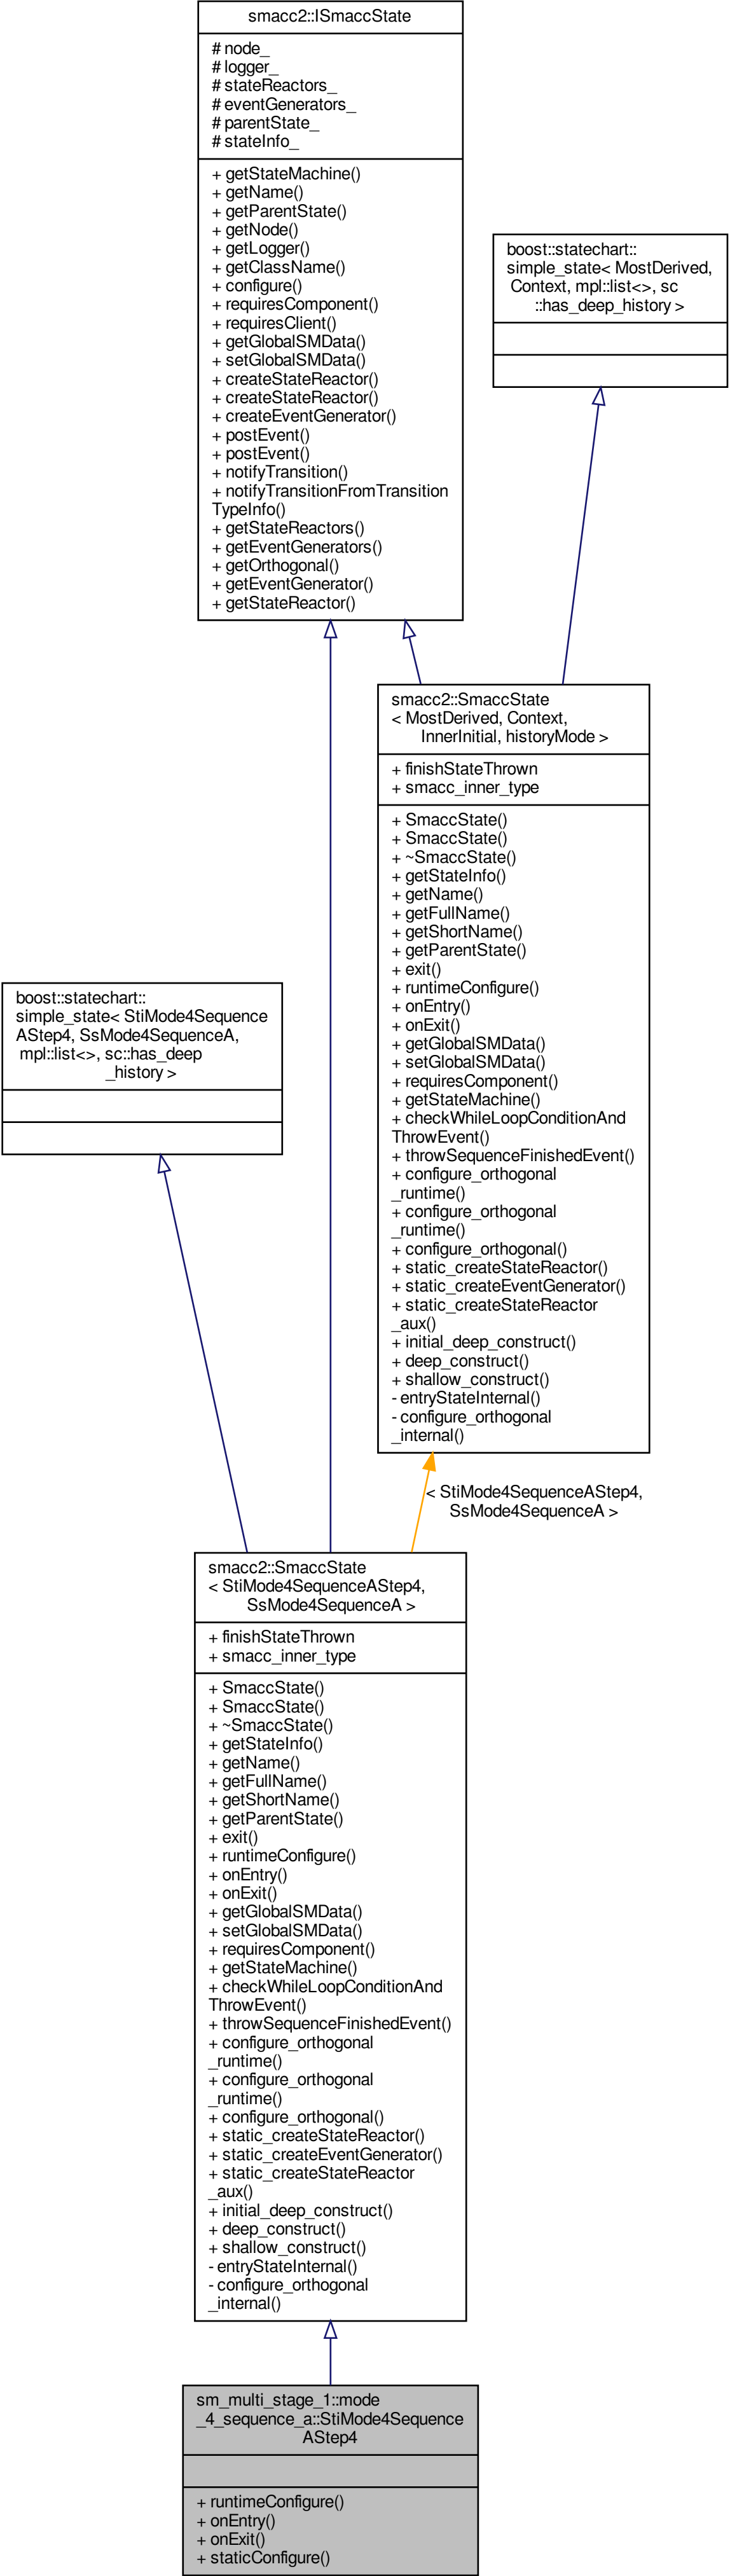 smacc2::ISmaccState
# node_
# logger_
# stateReactors_
# eventGenerators_
# parentState_
# stateInfo_
+ getStateMachine()
+ getName()
+ getParentState()
+ getNode()
+ getLogger()
+ getClassName()
+ configure()
+ requiresComponent()
+ requiresClient()
+ getGlobalSMData()
+ setGlobalSMData()
+ createStateReactor()
+ createStateReactor()
+ createEventGenerator()
+ postEvent()
+ postEvent()
+ notifyTransition()
+ notifyTransitionFromTransition
TypeInfo()
+ getStateReactors()
+ getEventGenerators()
+ getOrthogonal()
+ getEventGenerator()
+ getStateReactor()
boost::statechart::
simple_state< MostDerived,
Context, mpl::list<>, sc
::has_deep_history >
smacc2::SmaccState
< MostDerived, Context,
InnerInitial, historyMode >
+ finishStateThrown
+ smacc_inner_type
+ SmaccState()
+ SmaccState()
+ ~SmaccState()
+ getStateInfo()
+ getName()
+ getFullName()
+ getShortName()
+ getParentState()
+ exit()
+ runtimeConfigure()
+ onEntry()
+ onExit()
+ getGlobalSMData()
+ setGlobalSMData()
+ requiresComponent()
+ getStateMachine()
+ checkWhileLoopConditionAnd
ThrowEvent()
+ throwSequenceFinishedEvent()
+ configure_orthogonal
_runtime()
+ configure_orthogonal
_runtime()
+ configure_orthogonal()
+ static_createStateReactor()
+ static_createEventGenerator()
+ static_createStateReactor
_aux()
+ initial_deep_construct()
+ deep_construct()
+ shallow_construct()
- entryStateInternal()
- configure_orthogonal
_internal()
boost::statechart::
simple_state< StiMode4Sequence
AStep4, SsMode4SequenceA,
mpl::list<>, sc::has_deep
_history >
< StiMode4SequenceAStep4,
SsMode4SequenceA >
smacc2::SmaccState
< StiMode4SequenceAStep4,
SsMode4SequenceA >
+ finishStateThrown
+ smacc_inner_type
+ SmaccState()
+ SmaccState()
+ ~SmaccState()
+ getStateInfo()
+ getName()
+ getFullName()
+ getShortName()
+ getParentState()
+ exit()
+ runtimeConfigure()
+ onEntry()
+ onExit()
+ getGlobalSMData()
+ setGlobalSMData()
+ requiresComponent()
+ getStateMachine()
+ checkWhileLoopConditionAnd
ThrowEvent()
+ throwSequenceFinishedEvent()
+ configure_orthogonal
_runtime()
+ configure_orthogonal
_runtime()
+ configure_orthogonal()
+ static_createStateReactor()
+ static_createEventGenerator()
+ static_createStateReactor
_aux()
+ initial_deep_construct()
+ deep_construct()
+ shallow_construct()
- entryStateInternal()
- configure_orthogonal
_internal()
sm_multi_stage_1::mode
_4_sequence_a::StiMode4Sequence
AStep4
+ runtimeConfigure()
+ onEntry()
+ onExit()
+ staticConfigure()